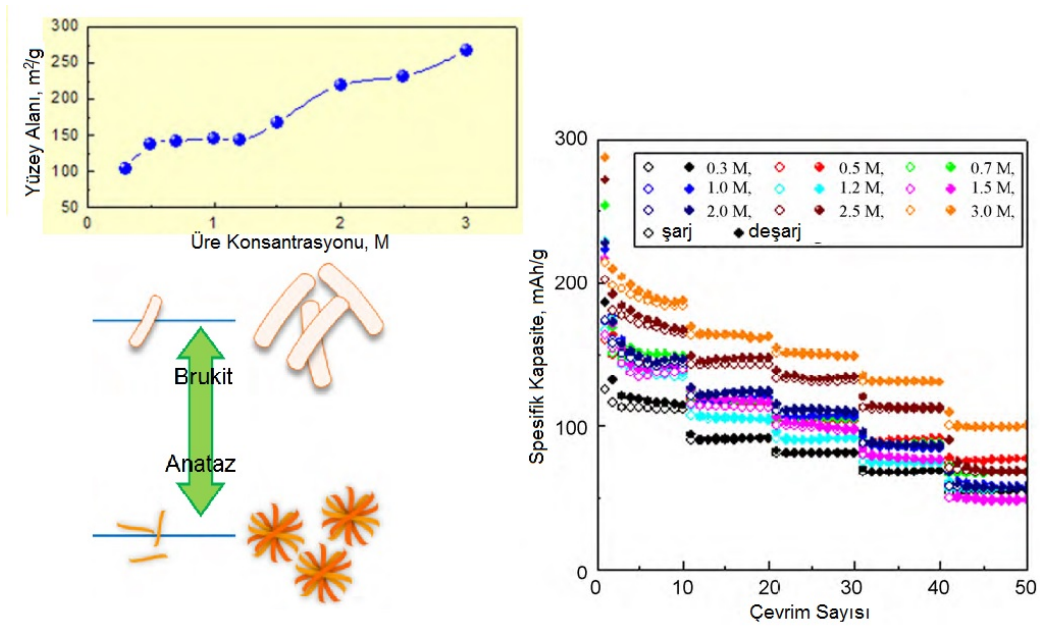 300
250
200
150
100
50
Yüzey Alanı, m²/g
0
1
2
3
Üre Konsantrasyonu, M
Brukit
Anataz
300
200
100
0
Spesifik Kapasite, mAh/g
0.3 M, 0.5 M, 0.7 M
1.0 M, 1.2 M, 1.5 M
2.0 M, 2.5 M, 3.0 M,
şarj deşarj
0
10
20
30
40
50
Çevrim Sayısı